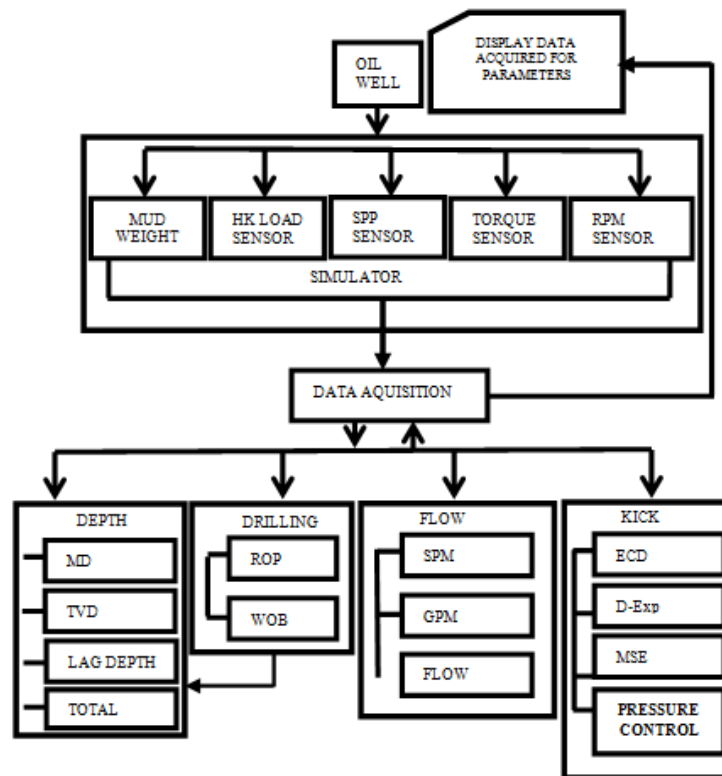 OIL
WELL
DISPLAY DATA
ACQUIRED FOR
PARAMETERS
MUD
WEIGHT
HK LOAD
SENSOR
SPP
SENSOR
TORQUE
SENSOR
RPM
SENSOR
SIMULATOR
DATA AQUISITION
DEPTH
MD
TVD
LAG DEPTH
TOTAL
DRILLING
ROP
WOB
FLOW
SPM
GPM
FLOW
KICK
ECD
D-Exp
MSE
PRESSURE
CONTROL